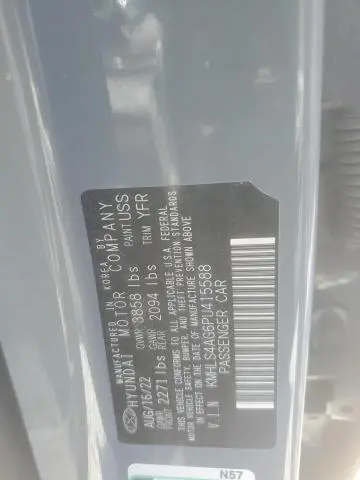 MANUFACTURED IN KOREA BY
HYUNDAI MOTOR COMPANY
AUG/16/22 GVWR 3858 lbs PAINT USS
GAWR FRONT 2271 lbs GAWR REAR 2094 lbs TRIM YFR
THIS VEHICLE CONFORMS TO ALL APPLICABLE U.S.A. FEDERAL
MOTOR VEHICLE SAFETY, BUMPER, AND THEFT PREVENTION STANDARDS
IN EFFECT ON THE DATE OF MANUFACTURE SHOWN ABOVE.
V.I.N KMHLS4AG6PU415588
PASSENGER CAR
N57